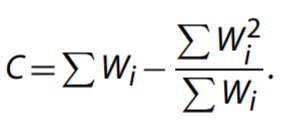 C = ∑ W_i − (∑ W_i^2) / (∑ W_i).